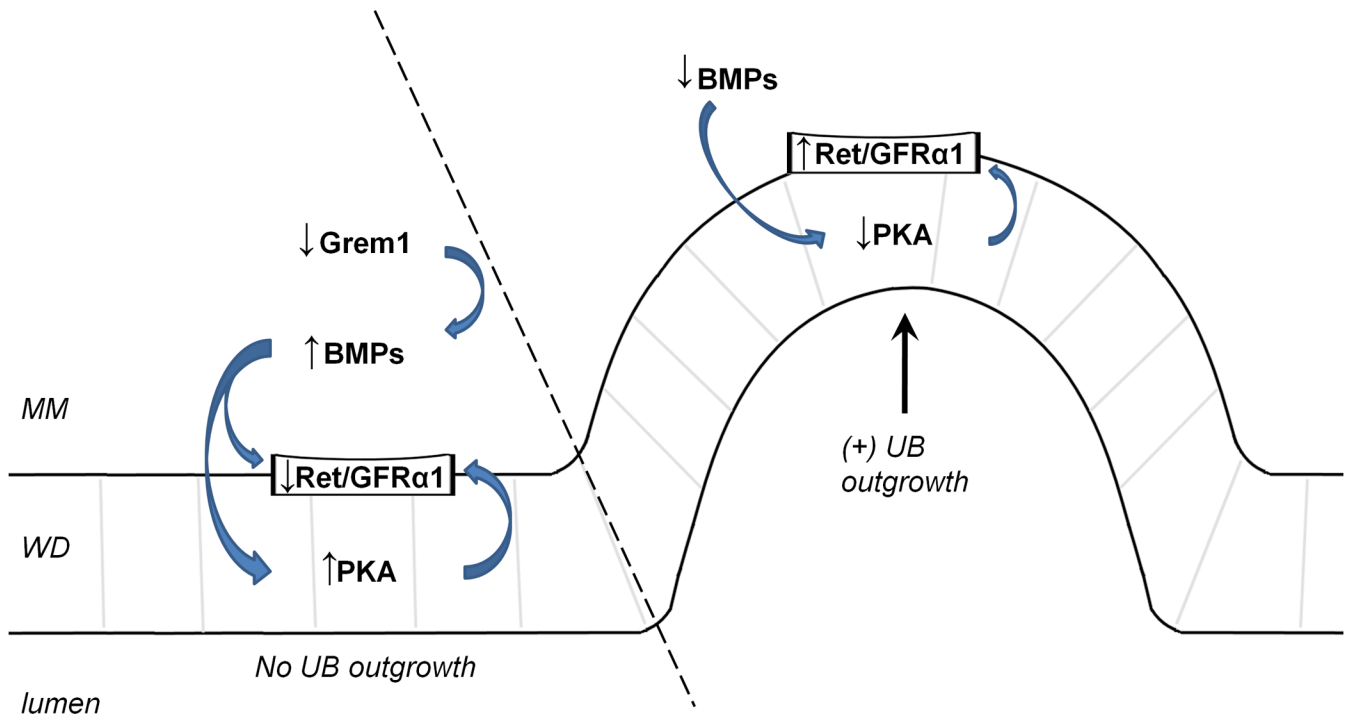 ↓BMPs
↑Ret/GFRα1
↓PKA
↓Grem1
↑BMPs
MM
(+) UB
outgrowth
↓Ret/GFRα1
WD
↑PKA
No UB outgrowth
lumen